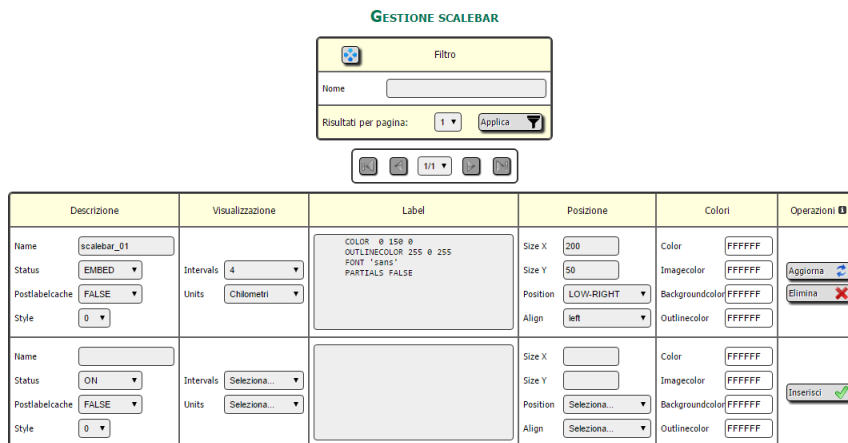 GESTIONE SCALEBAR
Filtro
Nome
Risultati per pagina: 1 Applica
1/1
Descrizione Visualizzazione Label Posizione Colori Operazioni
Name scalebar_01
Status EMBED
Postlabelcache FALSE
Style 0
Intervals 4
Units Chilometri
COLOR 0 150 0
OUTLINECOLOR 255 0 255
FONT 'sans'
PARTIALS FALSE
Size X 200
Size Y 50
Position LOW-RIGHT
Align left
Color FFFFFF
Imagecolor FFFFFF
Backgroundcolor FFFFFF
Outlinecolor FFFFFF
Aggiorna
Elimina
Name
Status ON
Postlabelcache FALSE
Style 0
Intervals Seleziona...
Units Seleziona...
Size X
Size Y
Position Seleziona...
Align Seleziona...
Color FFFFFF
Imagecolor FFFFFF
Backgroundcolor FFFFFF
Outlinecolor FFFFFF
Inserisci